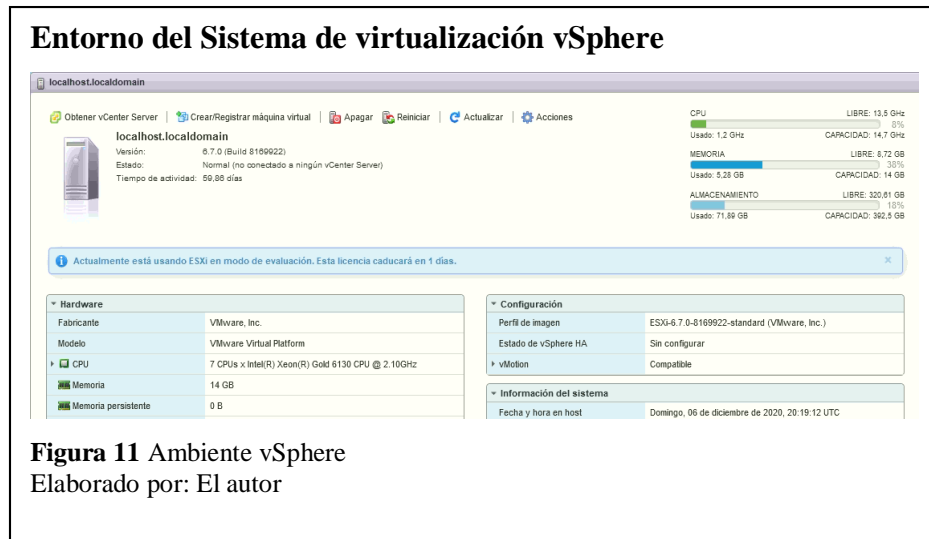 Entorno del Sistema de virtualización vSphere
localhost.localdomain
Obtener vCenter Server | Crear/Registrar máquina virtual | Apagar Reiniciar | Actualizar | Acciones
localhost.localdomain
Versión: 6.7.0 (Build 8169922)
Estado: Normal (no conectado a ningún vCenter Server)
Tiempo de actividad: 59,86 días
CPU LIBRE: 13,5 GHz
8%
Usado: 1,2 GHz CAPACIDAD: 14,7 GHz
MEMORIA LIBRE: 8,72 GB
38%
Usado: 5,28 GB CAPACIDAD: 14 GB
ALMACENAMIENTO LIBRE: 320,61 GB
18%
Usado: 71,89 GB CAPACIDAD: 392,5 GB
Actualmente está usando ESXi en modo de evaluación. Esta licencia caducará en 1 días.
Hardware
Fabricante VMware, Inc.
Modelo VMware Virtual Platform
CPU 7 CPUs x Intel(R) Xeon(R) Gold 6130 CPU @ 2.10GHz
Memoria 14 GB
Memoria persistente 0 B
Configuración
Perfil de imagen ESXi-6.7.0-8169922-standard (VMware, Inc.)
Estado de vSphere HA Sin configurar
vMotion Compatible
Información del sistema
Fecha y hora en host Domingo, 06 de diciembre de 2020, 20:19:12 UTC
Figura 11 Ambiente vSphere
Elaborado por: El autor